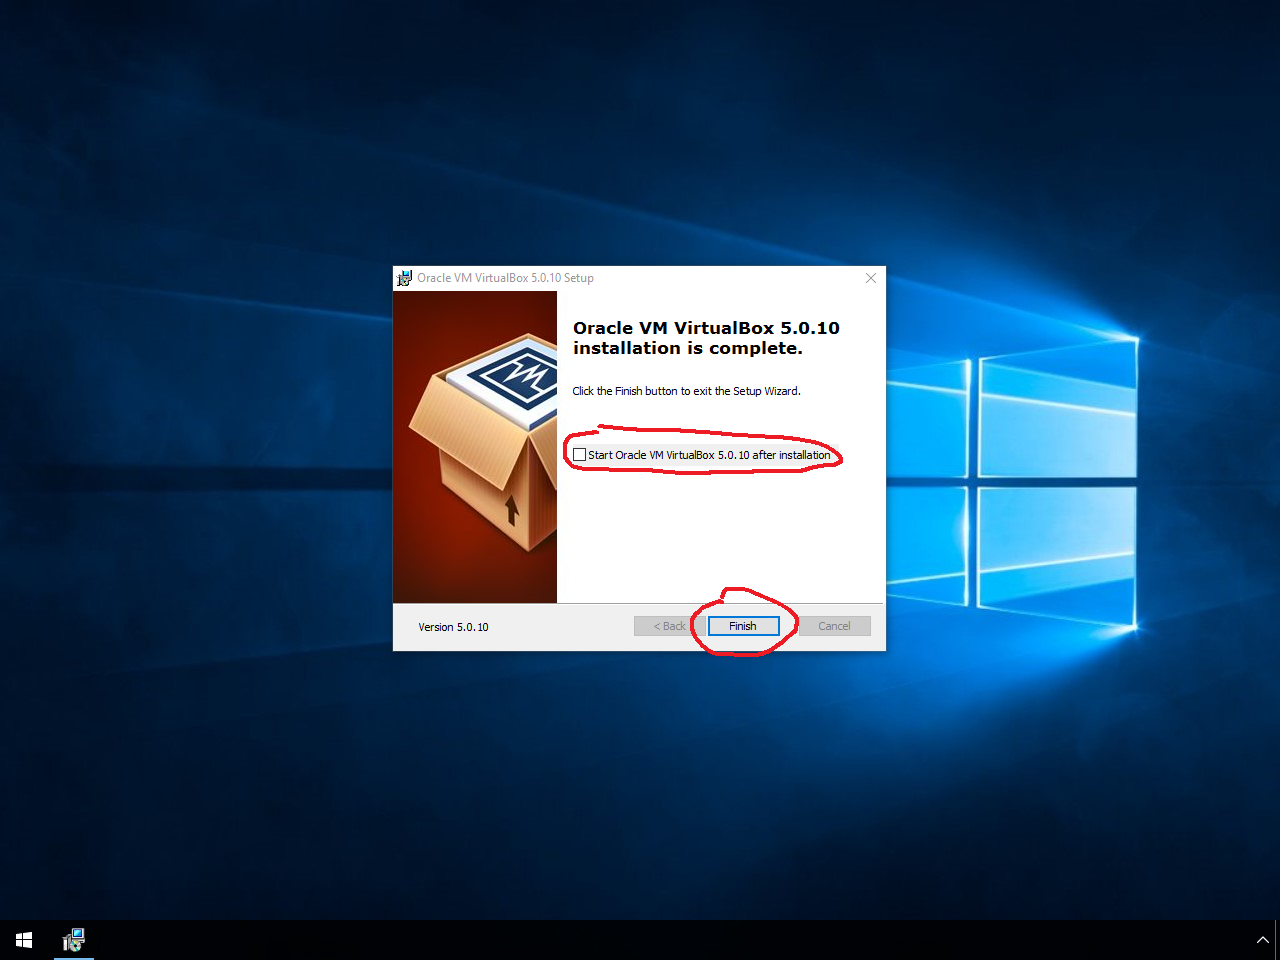 Oracle VM VirtualBox 5.0.10 Setup
Oracle VM VirtualBox 5.0.10
installation is complete.
Click the Finish button to exit the Setup Wizard.
Start Oracle VM VirtualBox 5.0.10 after installation
Version 5.0.10
< Back
Finish
Cancel